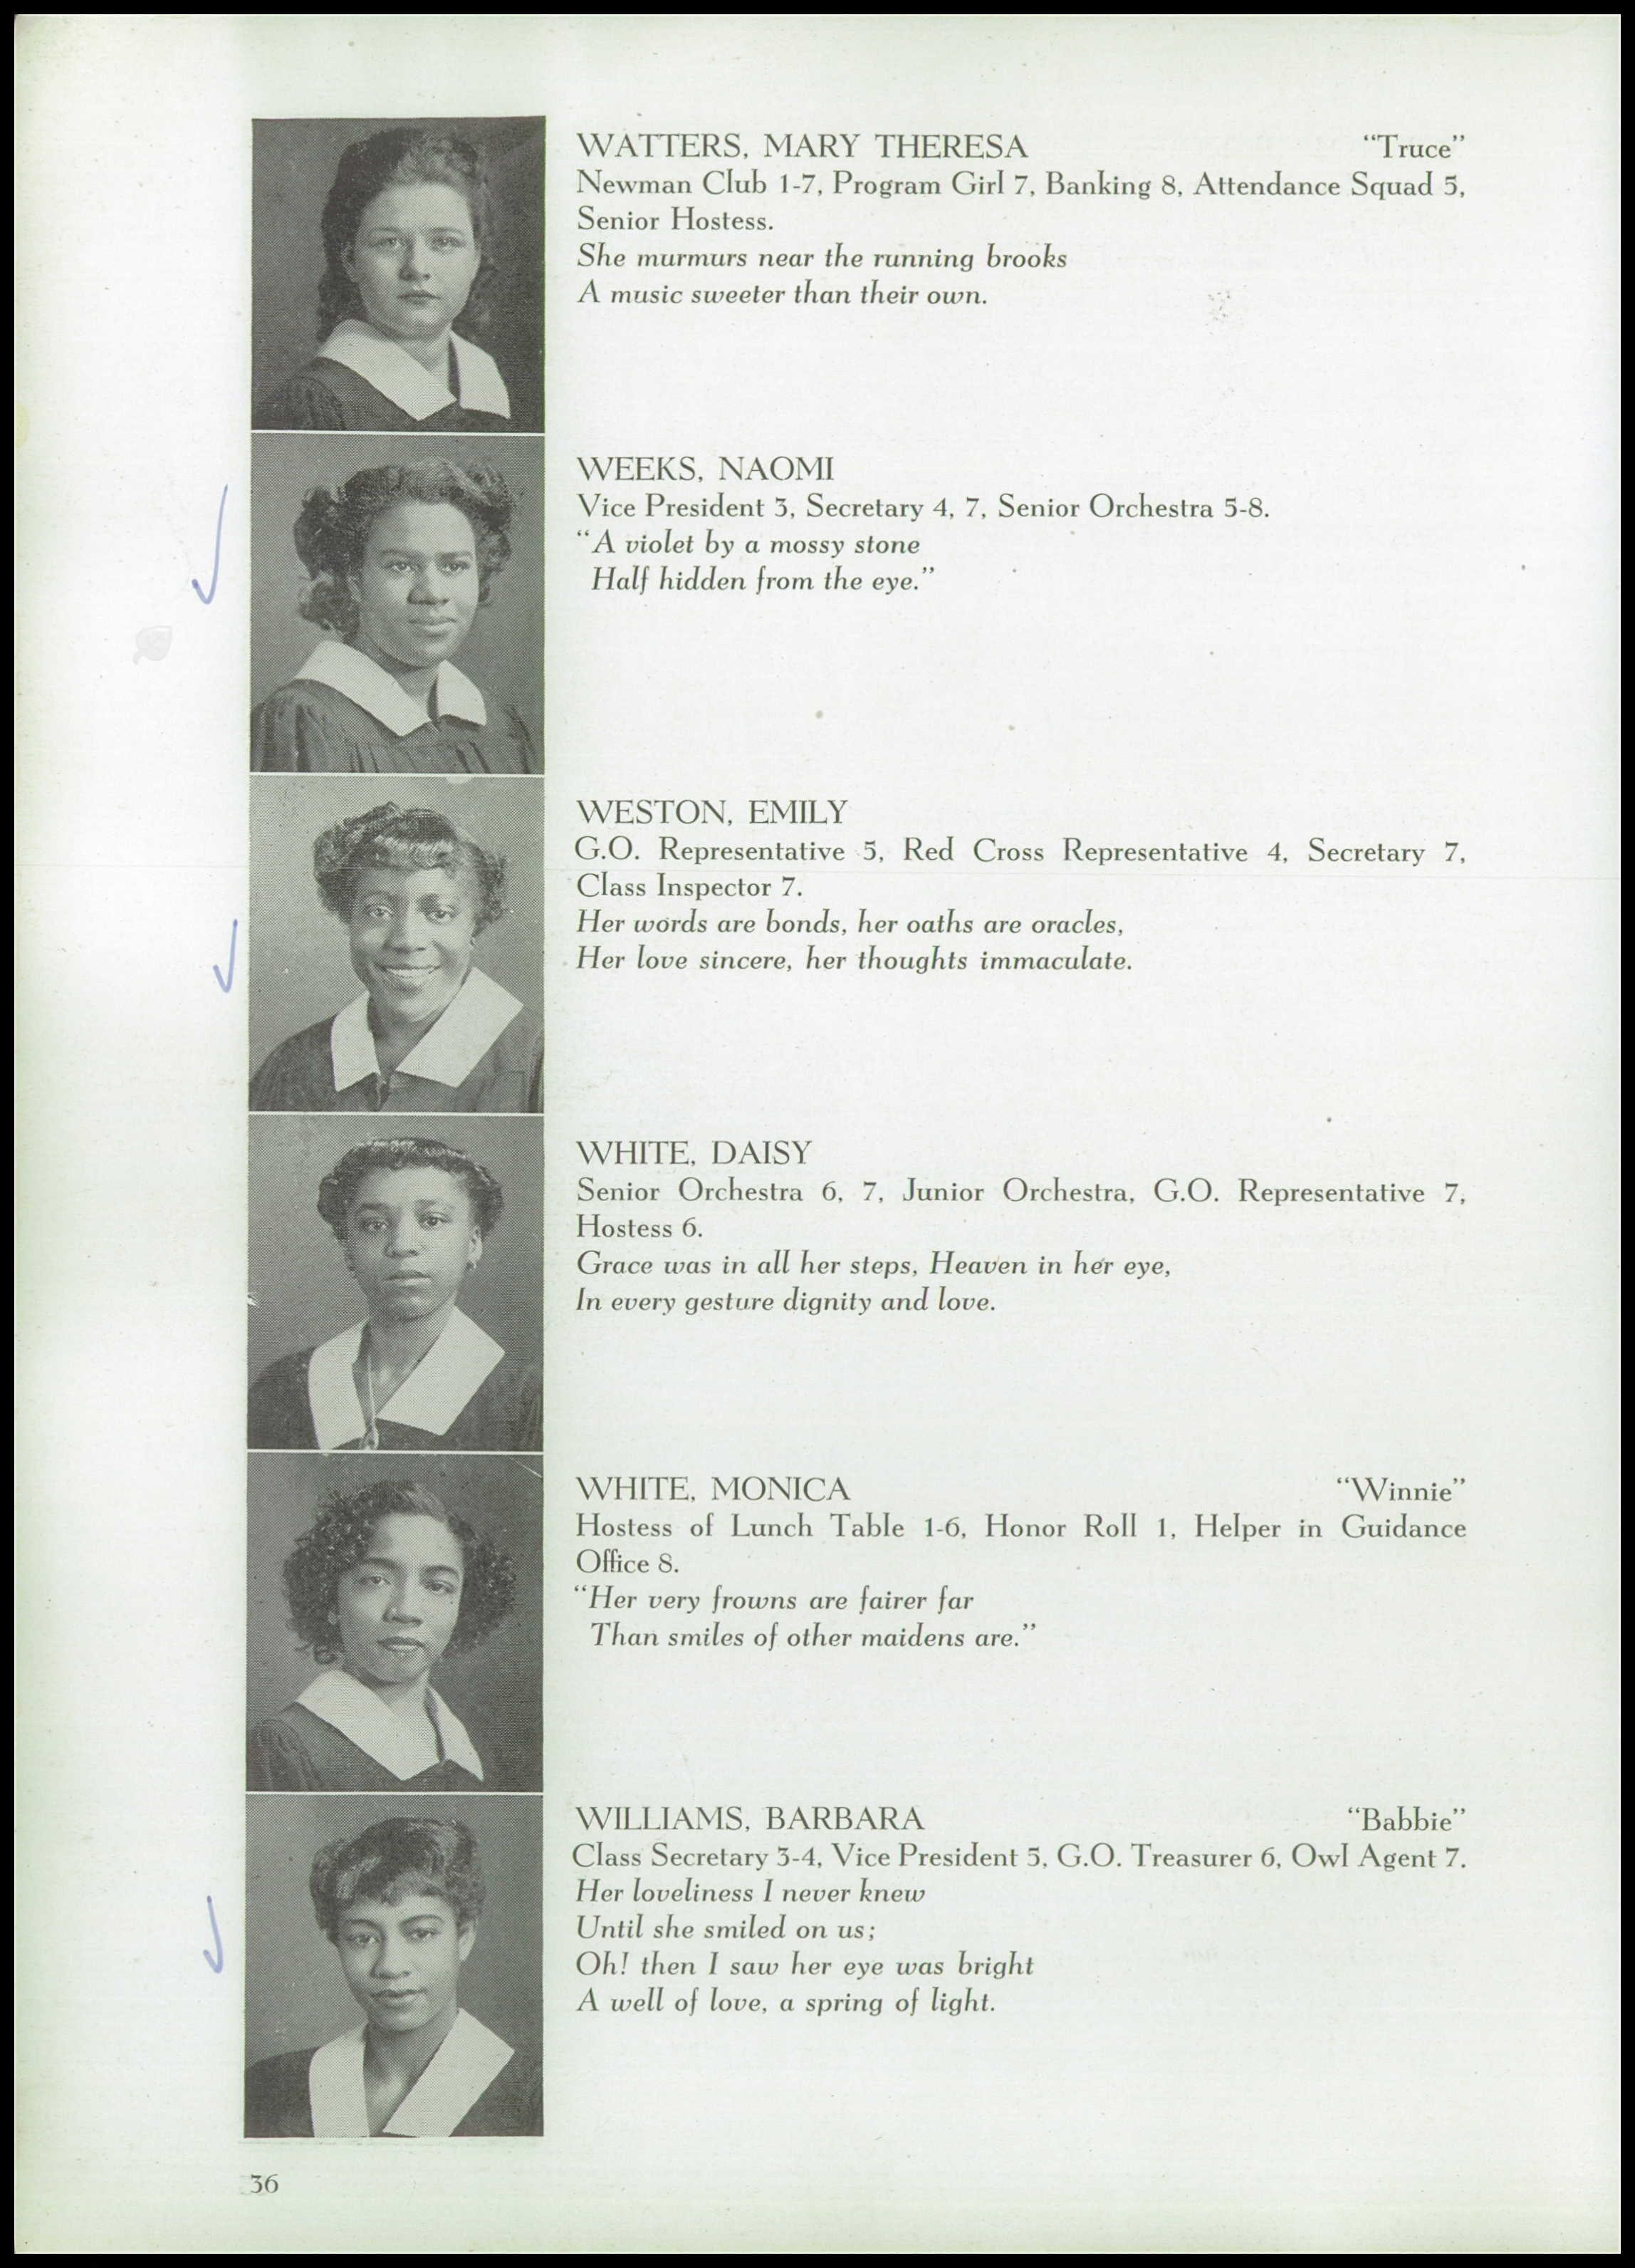 WATTERS, MARY THERESA "Truce"
Newman Club 1-7, Program Girl 7, Banking 8, Attendance Squad 5,
Senior Hostess.
She murmurs near the running brooks
A music sweeter than their own.
WEEKS, NAOMI
Vice President 3, Secretary 4, 7, Senior Orchestra 5-8.
"A violet by a mossy stone
Half hidden from the eye."
WESTON, EMILY
G.O. Representative 5, Red Cross Representative 4, Secretary 7,
Class Inspector 7.
Her words are bonds, her oaths are oracles,
Her love sincere, her thoughts immaculate.
WHITE, DAISY
Senior Orchestra 6, 7, Junior Orchestra, G.O. Representative 7,
Hostess 6.
Grace was in all her steps, Heaven in her eye,
In every gesture dignity and love.
WHITE, MONICA "Winnie"
Hostess of Lunch Table 1-6, Honor Roll 1, Helper in Guidance
Office 8.
"Her very frowns are fairer far
Than smiles of other maidens are."
WILLIAMS, BARBARA "Babbie"
Class Secretary 3-4, Vice President 5, G.O. Treasurer 6, Owl Agent 7.
Her loveliness I never knew
Until she smiled on us;
Oh! then I saw her eye was bright
A well of love, a spring of light.
36